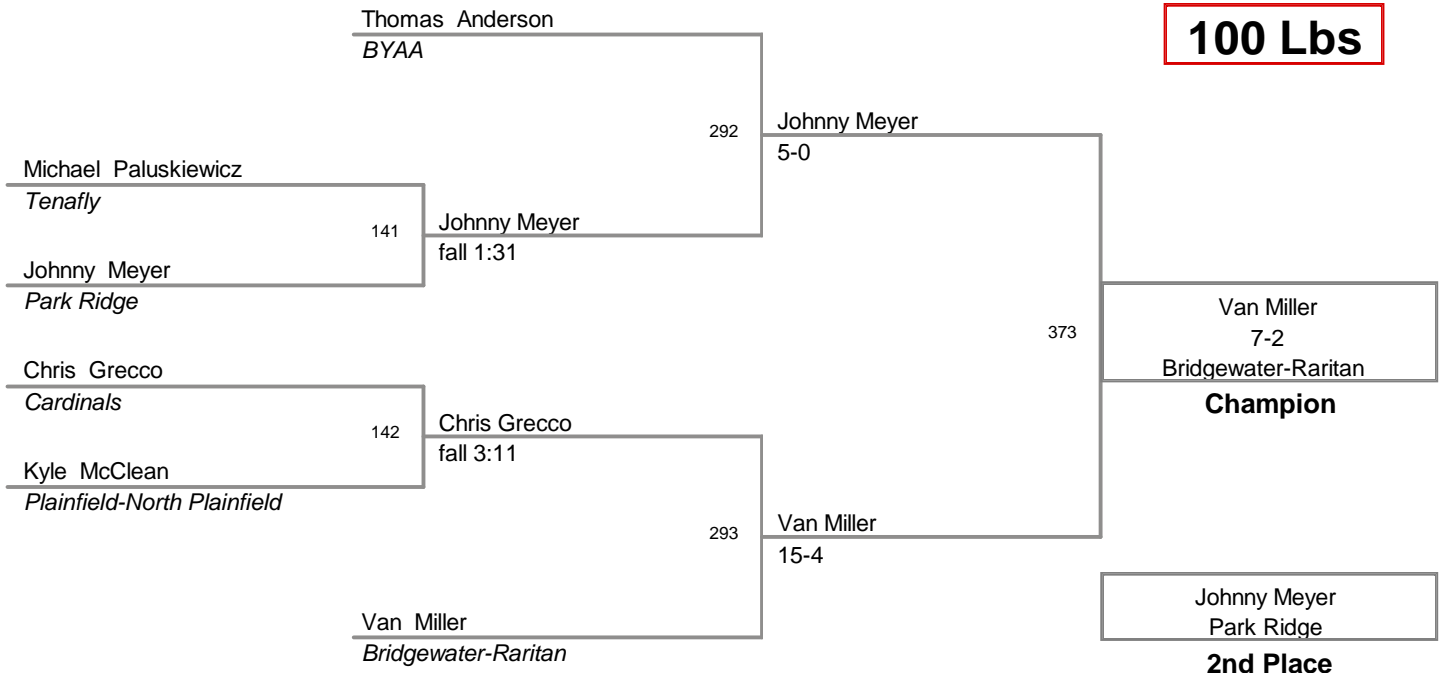 Thomas Anderson
BYAA
100 Lbs
292
Johnny Meyer
5-0
Michael Paluskiewicz
Tenafly
141
Johnny Meyer
fall 1:31
Johnny Meyer
Park Ridge
373
Van Miller
7-2
Bridgewater-Raritan
Champion
Chris Grecco
Cardinals
142
Chris Grecco
fall 3:11
Kyle McClean
Plainfield-North Plainfield
293
Van Miller
15-4
Van Miller
Bridgewater-Raritan
Johnny Meyer
Park Ridge
2nd Place